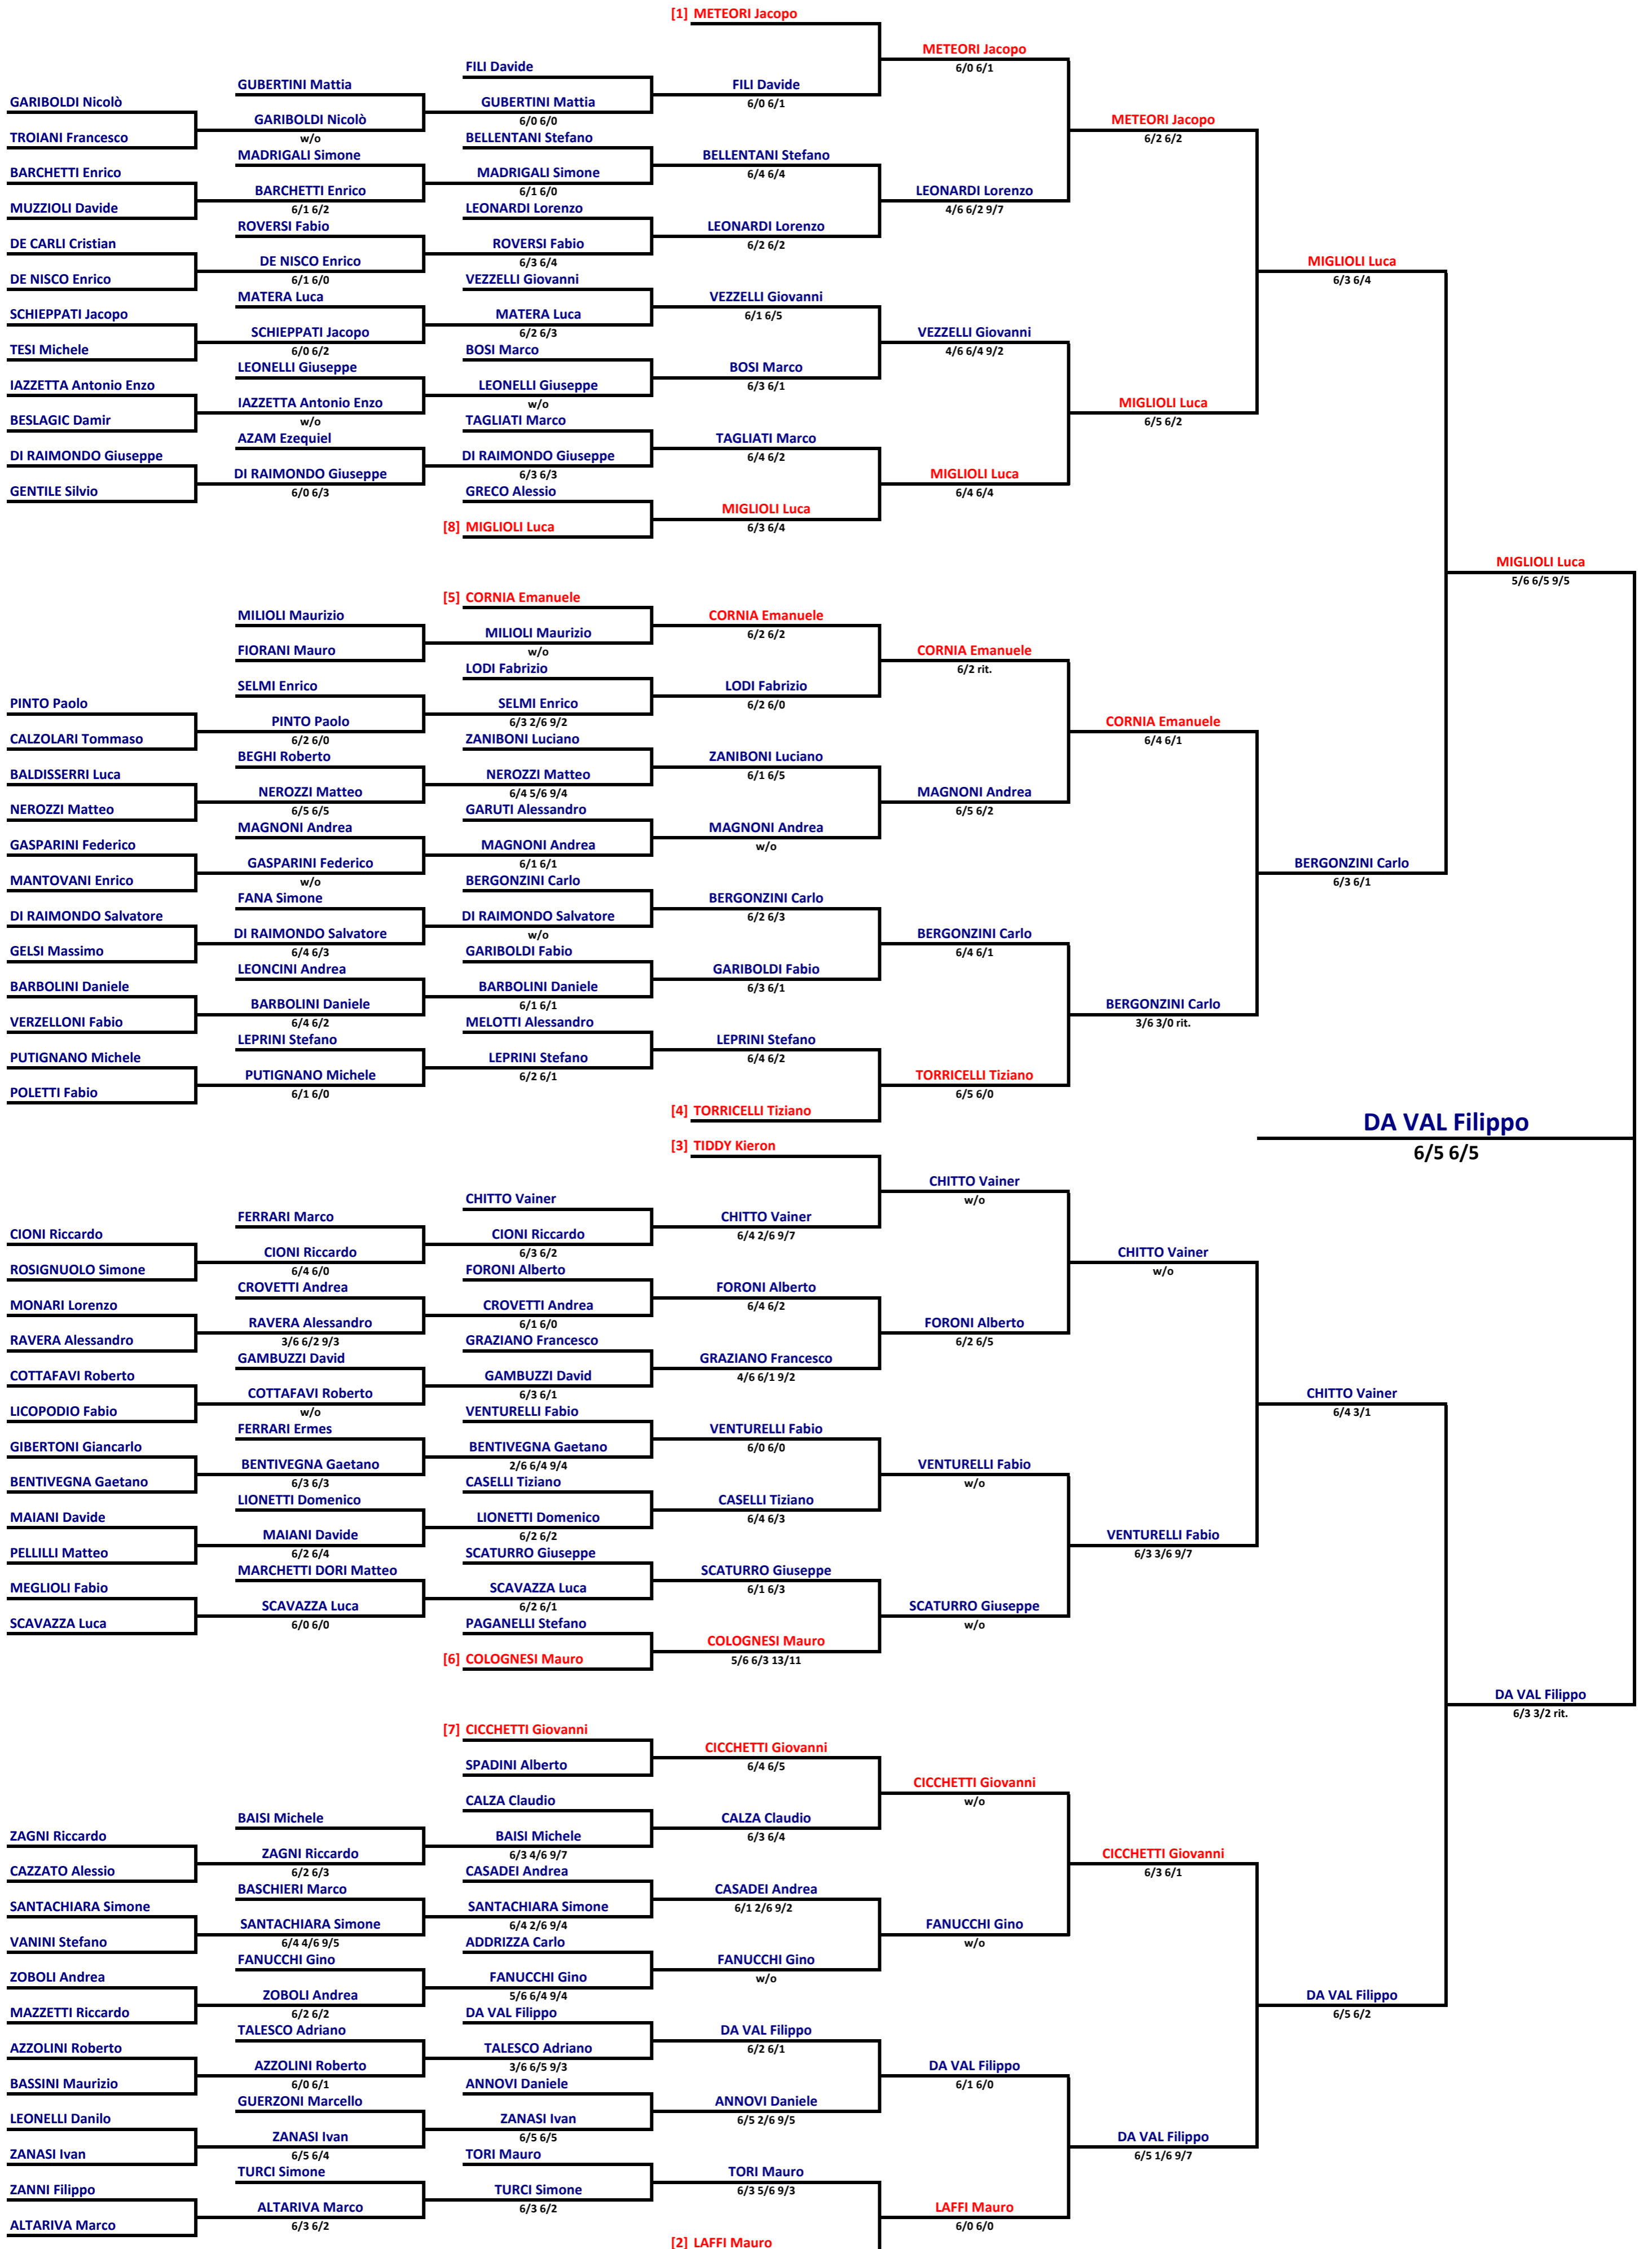 [1] METEORI Jacopo
METEORI Jacopo
6/0 6/1
FILI Davide
FILI Davide
6/0 6/1
GUBERTINI Mattia
GUBERTINI Mattia
6/0 6/0
GARIBOLDI Nicolò
GARIBOLDI Nicolò
w/o
TROIANI Francesco
METEORI Jacopo
6/2 6/2
BELLENTANI Stefano
BELLENTANI Stefano
6/4 6/4
MADRIGALI Simone
MADRIGALI Simone
6/1 6/0
BARCHETTI Enrico
BARCHETTI Enrico
6/1 6/2
MUZZIOLI Davide
LEONARDI Lorenzo
4/6 6/2 9/7
LEONARDI Lorenzo
LEONARDI Lorenzo
6/2 6/2
ROVERSI Fabio
ROVERSI Fabio
6/3 6/4
DE CARLI Cristian
DE NISCO Enrico
6/1 6/0
DE NISCO Enrico
MIGLIOLI Luca
6/3 6/4
VEZZELLI Giovanni
VEZZELLI Giovanni
6/1 6/5
MATERA Luca
MATERA Luca
6/2 6/3
SCHIEPPATI Jacopo
SCHIEPPATI Jacopo
6/0 6/2
TESI Michele
VEZZELLI Giovanni
4/6 6/4 9/2
BOSI Marco
BOSI Marco
6/3 6/1
LEONELLI Giuseppe
LEONELLI Giuseppe
w/o
IAZZETTA Antonio Enzo
IAZZETTA Antonio Enzo
w/o
BESLAGIC Damir
MIGLIOLI Luca
6/5 6/2
TAGLIATI Marco
TAGLIATI Marco
6/4 6/2
AZAM Ezequiel
DI RAIMONDO Giuseppe
6/3 6/3
DI RAIMONDO Giuseppe
DI RAIMONDO Giuseppe
6/0 6/3
GENTILE Silvio
MIGLIOLI Luca
6/4 6/4
GRECO Alessio
MIGLIOLI Luca
6/3 6/4
[8] MIGLIOLI Luca
MIGLIOLI Luca
5/6 6/5 9/5
[5] CORNIA Emanuele
CORNIA Emanuele
6/2 6/2
MILIOLI Maurizio
MILIOLI Maurizio
w/o
FIORANI Mauro
CORNIA Emanuele
6/2 rit.
LODI Fabrizio
LODI Fabrizio
6/2 6/0
SELMI Enrico
SELMI Enrico
6/3 2/6 9/2
PINTO Paolo
PINTO Paolo
6/2 6/0
CALZOLARI Tommaso
CORNIA Emanuele
6/4 6/1
ZANIBONI Luciano
ZANIBONI Luciano
6/1 6/5
BEGHI Roberto
NEROZZI Matteo
6/4 5/6 9/4
BALDISSERRI Luca
NEROZZI Matteo
6/5 6/5
NEROZZI Matteo
MAGNONI Andrea
6/5 6/2
GARUTI Alessandro
MAGNONI Andrea
w/o
MAGNONI Andrea
MAGNONI Andrea
6/1 6/1
GASPARINI Federico
GASPARINI Federico
w/o
MANTOVANI Enrico
BERGONZINI Carlo
6/3 6/1
BERGONZINI Carlo
BERGONZINI Carlo
6/2 6/3
FANA Simone
DI RAIMONDO Salvatore
w/o
DI RAIMONDO Salvatore
DI RAIMONDO Salvatore
6/4 6/3
GELSI Massimo
BERGONZINI Carlo
6/4 6/1
GARIBOLDI Fabio
GARIBOLDI Fabio
6/3 6/1
LEONCINI Andrea
BARBOLINI Daniele
6/1 6/1
BARBOLINI Daniele
BARBOLINI Daniele
6/4 6/2
VERZELLONI Fabio
BERGONZINI Carlo
3/6 3/0 rit.
MELOTTI Alessandro
LEPRINI Stefano
6/4 6/2
LEPRINI Stefano
LEPRINI Stefano
6/2 6/1
PUTIGNANO Michele
PUTIGNANO Michele
6/1 6/0
POLETTI Fabio
TORRICELLI Tiziano
6/5 6/0
[4] TORRICELLI Tiziano
DA VAL Filippo
6/5 6/5
[3] TIDDY Kieron
CHITTO Vainer
w/o
CHITTO Vainer
CHITTO Vainer
6/4 2/6 9/7
FERRARI Marco
CIONI Riccardo
6/3 6/2
CIONI Riccardo
CIONI Riccardo
6/4 6/0
ROSIGNUOLO Simone
CHITTO Vainer
w/o
FORONI Alberto
FORONI Alberto
6/4 6/2
CROVETTI Andrea
CROVETTI Andrea
6/1 6/0
MONARI Lorenzo
RAVERA Alessandro
3/6 6/2 9/3
RAVERA Alessandro
FORONI Alberto
6/2 6/5
GRAZIANO Francesco
GRAZIANO Francesco
4/6 6/1 9/2
GAMBUZZI David
GAMBUZZI David
6/3 6/1
COTTAFAVI Roberto
COTTAFAVI Roberto
w/o
LICOPODIO Fabio
CHITTO Vainer
6/4 3/1
VENTURELLI Fabio
VENTURELLI Fabio
6/0 6/0
FERRARI Ermes
BENTIVEGNA Gaetano
2/6 6/4 9/4
GIBERTONI Giancarlo
BENTIVEGNA Gaetano
6/3 6/3
BENTIVEGNA Gaetano
VENTURELLI Fabio
w/o
CASELLI Tiziano
CASELLI Tiziano
6/4 6/3
LIONETTI Domenico
LIONETTI Domenico
6/2 6/2
MAIANI Davide
MAIANI Davide
6/2 6/4
PELLILLI Matteo
VENTURELLI Fabio
6/3 3/6 9/7
SCATURRO Giuseppe
SCATURRO Giuseppe
6/1 6/3
MARCHETTI DORI Matteo
SCAVAZZA Luca
6/2 6/1
MEGLIOLI Fabio
SCAVAZZA Luca
6/0 6/0
SCAVAZZA Luca
SCATURRO Giuseppe
w/o
PAGANELLI Stefano
COLOGNESI Mauro
5/6 6/3 13/11
[6] COLOGNESI Mauro
DA VAL Filippo
6/3 3/2 rit.
[7] CICCHETTI Giovanni
CICCHETTI Giovanni
6/4 6/5
SPADINI Alberto
CICCHETTI Giovanni
w/o
CALZA Claudio
CALZA Claudio
6/3 6/4
BAISI Michele
BAISI Michele
6/3 4/6 9/7
ZAGNI Riccardo
ZAGNI Riccardo
6/2 6/3
CAZZATO Alessio
CICCHETTI Giovanni
6/3 6/1
CASADEI Andrea
CASADEI Andrea
6/1 2/6 9/2
BASCHIERI Marco
SANTACHIARA Simone
6/4 2/6 9/4
SANTACHIARA Simone
SANTACHIARA Simone
6/4 4/6 9/5
VANINI Stefano
FANUCCHI Gino
w/o
ADDRIZZA Carlo
FANUCCHI Gino
w/o
FANUCCHI Gino
FANUCCHI Gino
5/6 6/4 9/4
ZOBOLI Andrea
ZOBOLI Andrea
6/2 6/2
MAZZETTI Riccardo
DA VAL Filippo
6/5 6/2
DA VAL Filippo
DA VAL Filippo
6/2 6/1
TALESCO Adriano
TALESCO Adriano
3/6 6/5 9/3
AZZOLINI Roberto
AZZOLINI Roberto
6/0 6/1
BASSINI Maurizio
DA VAL Filippo
6/1 6/0
ANNOVI Daniele
ANNOVI Daniele
6/5 2/6 9/5
GUERZONI Marcello
ZANASI Ivan
6/5 6/5
LEONELLI Danilo
ZANASI Ivan
6/5 6/4
ZANASI Ivan
DA VAL Filippo
6/5 1/6 9/7
TORI Mauro
TORI Mauro
6/3 5/6 9/3
TURCI Simone
TURCI Simone
6/3 6/2
ZANNI Filippo
ALTARIVA Marco
6/3 6/2
ALTARIVA Marco
LAFFI Mauro
6/0 6/0
[2] LAFFI Mauro